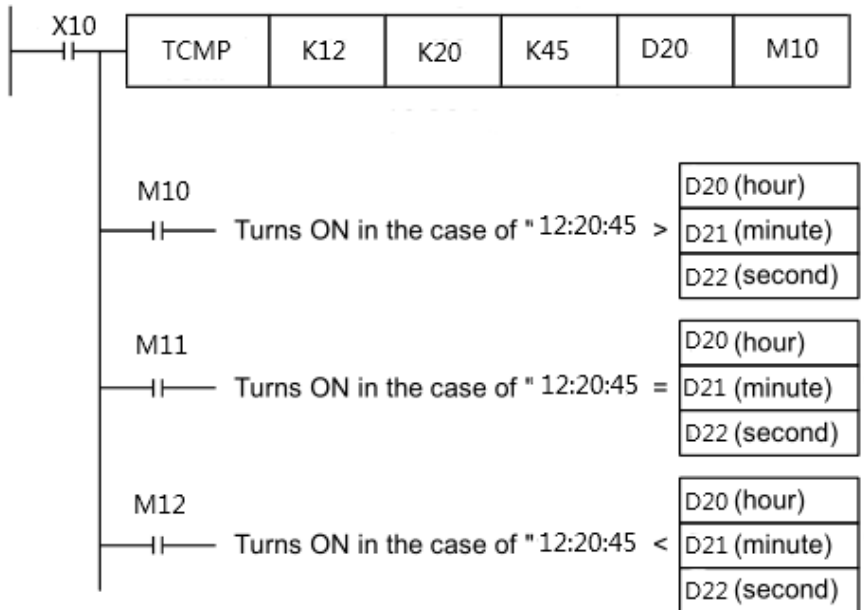 X10
TCMP K12 K20 K45 D20 M10
M10
Turns ON in the case of " 12:20:45 >
D20 (hour)
D21 (minute)
D22 (second)
M11
Turns ON in the case of " 12:20:45 =
D20 (hour)
D21 (minute)
D22 (second)
M12
Turns ON in the case of " 12:20:45 <
D20 (hour)
D21 (minute)
D22 (second)